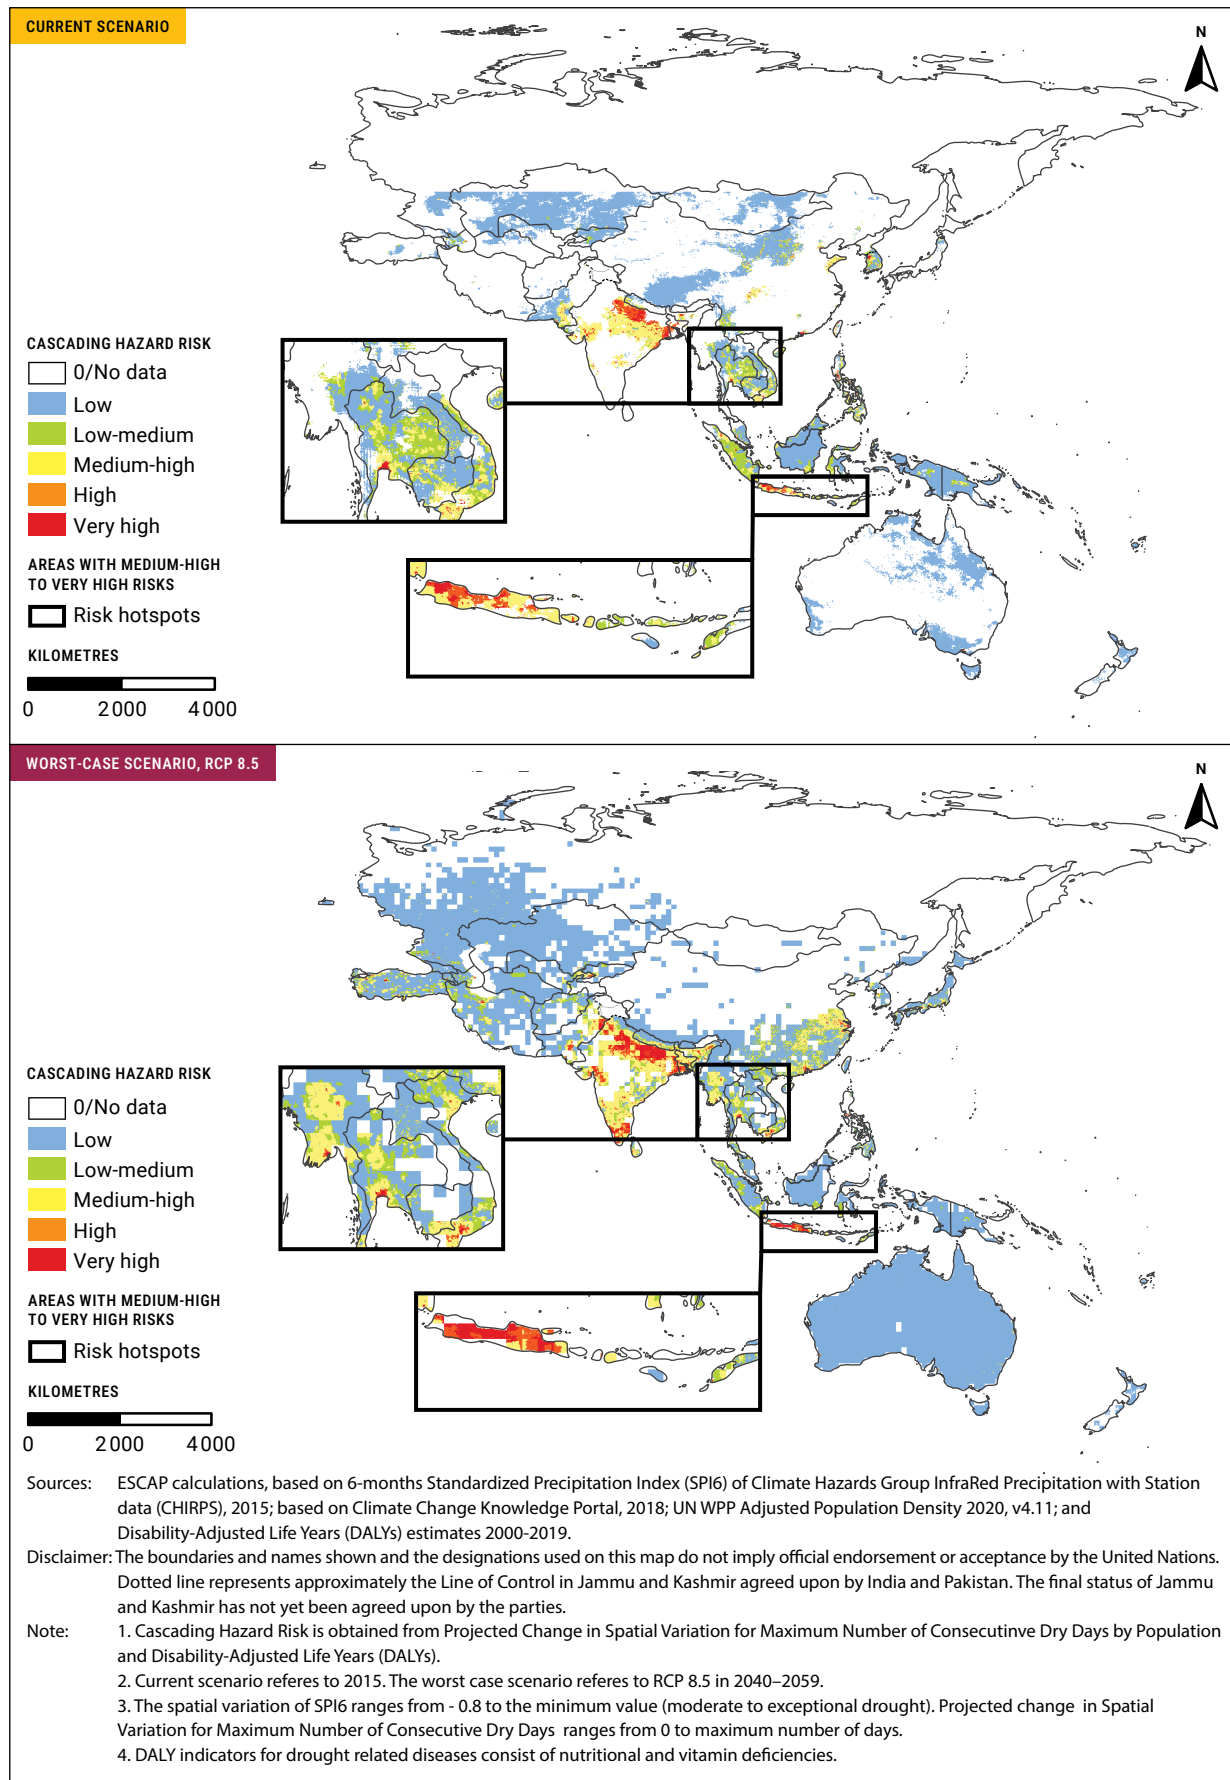 CURRENT SCENARIO
N
CASCADING HAZARD RISK
0/No data
Low
Low-medium
Medium-high
High
Very high
AREAS WITH MEDIUM-HIGH
TO VERY HIGH RISKS
Risk hotspots
KILOMETRES
0 2 000 4 000
WORST-CASE SCENARIO, RCP 8.5
N
CASCADING HAZARD RISK
0/No data
Low
Low-medium
Medium-high
High
Very high
AREAS WITH MEDIUM-HIGH
TO VERY HIGH RISKS
Risk hotspots
KILOMETRES
0 2 000 4 000
Sources: ESCAP calculations, based on 6-months Standardized Precipitation Index (SPI6) of Climate Hazards Group InfraRed Precipitation with Station
data (CHIRPS), 2015; based on Climate Change Knowledge Portal, 2018; UN WPP Adjusted Population Density 2020, v4.11; and
Disability-Adjusted Life Years (DALYs) estimates 2000-2019.
Disclaimer: The boundaries and names shown and the designations used on this map do not imply official endorsement or acceptance by the United Nations.
Dotted line represents approximately the Line of Control in Jammu and Kashmir agreed upon by India and Pakistan. The final status of Jammu
and Kashmir has not yet been agreed upon by the parties.
Note: 1. Cascading Hazard Risk is obtained from Projected Change in Spatial Variation for Maximum Number of Consecutinve Dry Days by Population
and Disability-Adjusted Life Years (DALYs).
2. Current scenario referes to 2015. The worst case scenario referes to RCP 8.5 in 2040–2059.
3. The spatial variation of SPI6 ranges from - 0.8 to the minimum value (moderate to exceptional drought). Projected change in Spatial
Variation for Maximum Number of Consecutive Dry Days ranges from 0 to maximum number of days.
4. DALY indicators for drought related diseases consist of nutritional and vitamin deficiencies.